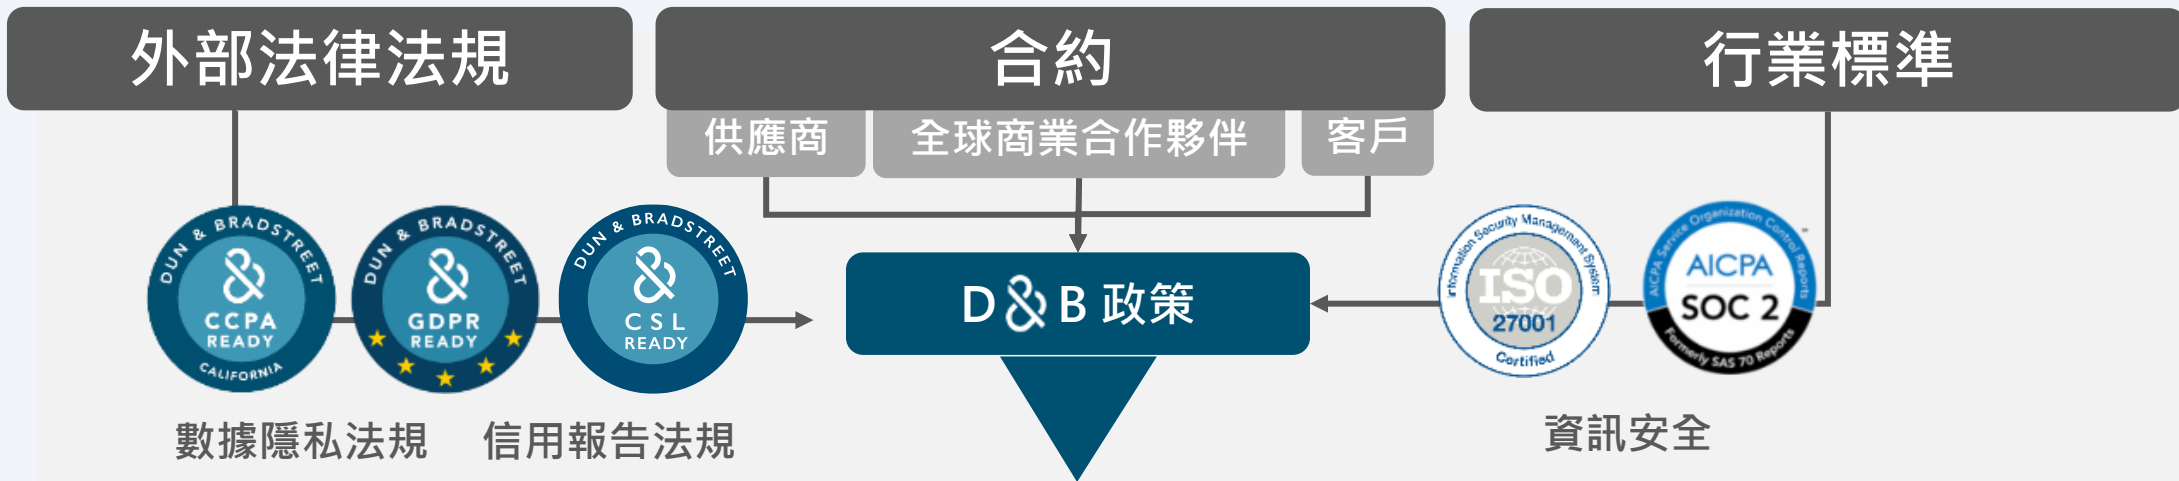 外部法律法規
合約
行業標準
供應商
全球商業合作夥伴
客戶
DUN & BRADSTREET
& CCPA
READY
CALIFORNIA
DUN & BRADSTREET
& GDPR
READY
DUN & BRADSTREET
& CSL
READY
D&B 政策
Information Security Management System
ISO
27001
Certified
AICPA Service Organization Control Reports
AICPA
SOC 2
Formerly SAS 70 Reports
™
數據隱私法規
信用報告法規
資訊安全